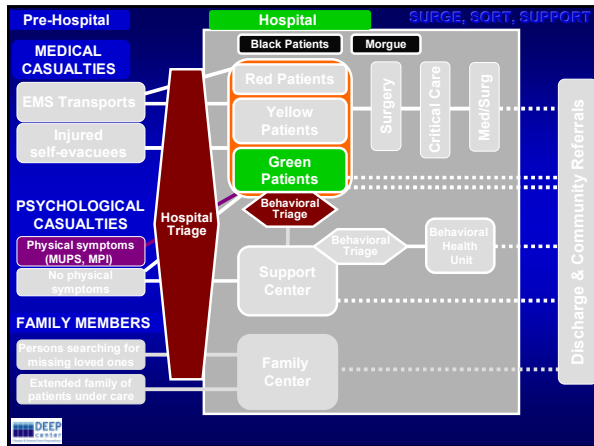 Pre-Hospital
Hospital
SURGE, SORT, SUPPORT
Black Patients
Morgue
MEDICAL
CASUALTIES
EMS Transports
Injured
self-evacuees
PSYCHOLOGICAL
CASUALTIES
Physical symptoms
(MUPS, MPI)
No physical
symptoms
FAMILY MEMBERS
Persons searching for
missing loved ones
Extended family of
patients under care
Hospital
Triage
Red Patients
Yellow
Patients
Green
Patients
Behavioral
Triage
Surgery
Critical Care
Med/Surg
Behavioral
Triage
Behavioral
Health
Unit
Support
Center
Family
Center
Discharge & Community Referrals
DEEP
center